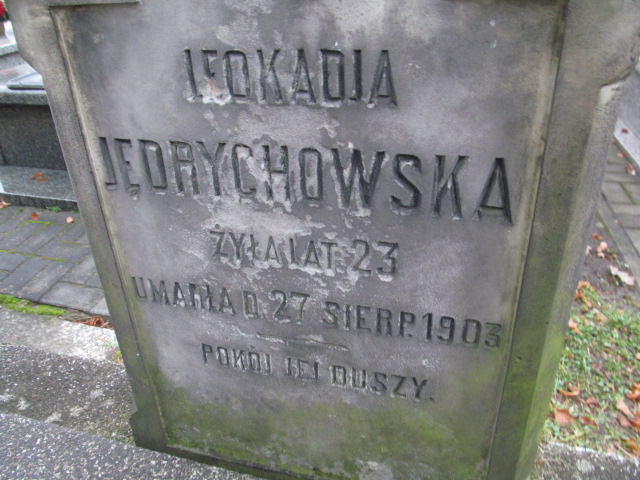 LEOKADJA
JĘDRYCHOWSKA
ŻYŁA LAT 23
UMARŁA D. 27 SIERP. 1903
POKÓJ JEJ DUSZY.